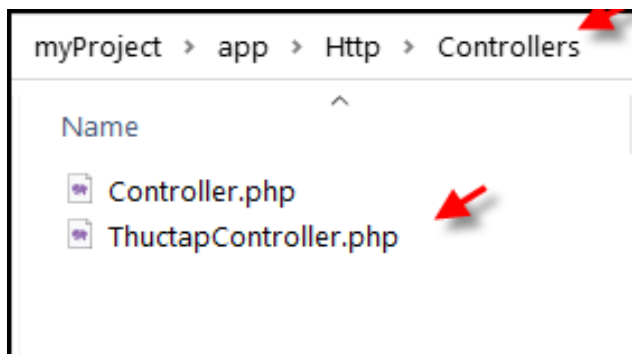 myProject > app > Http > Controllers
Name
Controller.php
ThuctapController.php